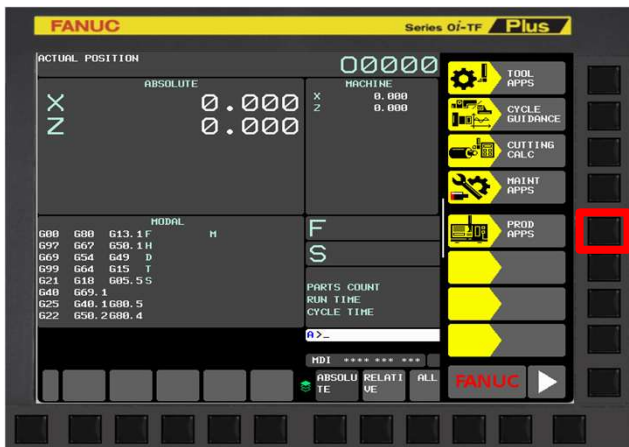 FANUC
Series 0i-TF Plus
ACTUAL POSITION
O0000
ABSOLUTE
X 0.000
Z 0.000
MACHINE
X 0.000
Z 0.000
MODAL
G00 G80 G13.1 F M
G97 G67 G50.1 H
G69 G54 G49 D
G99 G64 G15 T
G21 G18 G05.5 S
G40 G69.1
G25 G40.1 G80.5
G22 G50.2 G80.4
F
S
PARTS COUNT
RUN TIME
CYCLE TIME
A>_
MDI **** *** ***
ABSOLU
TE
RELATI
VE
ALL
TOOL
APPS
CYCLE
GUIDANCE
CUTTING
CALC
MAINT
APPS
PROD
APPS
FANUC